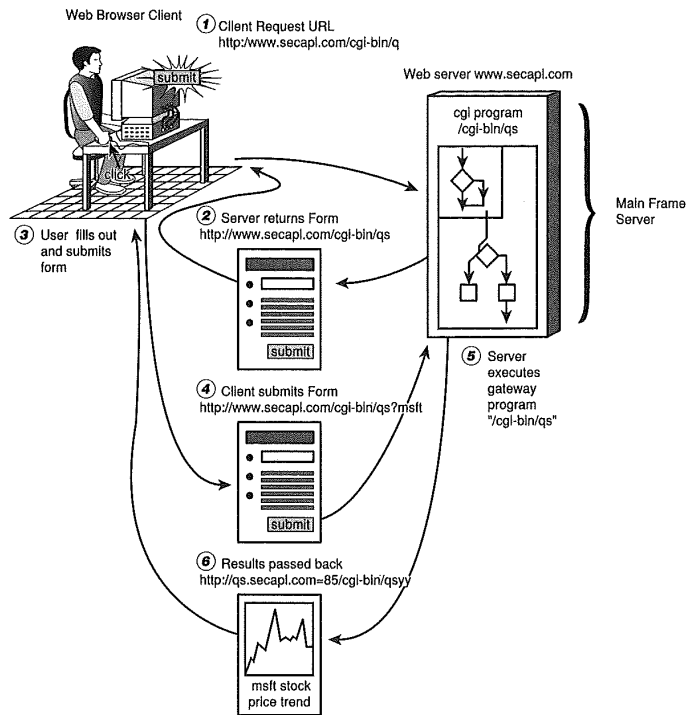 Web Browser Client
1 Client Request URL
http://www.secapl.com/cgi-bin/q
submit
click
Web server www.secapl.com
cgi program
/cgi-bin/qs
Main Frame
Server
2 Server returns Form
http://www.secapl.com/cgi-bin/qs
submit
3 User fills out
and submits
form
4 Client submits Form
http://www.secapl.com/cgi-bin/qs?msft
submit
5 Server
executes
gateway
program
"/cgi-bin/qs"
6 Results passed back
http://qs.secapl.com=85/cgi-bin/qsyy
msft stock
price trend